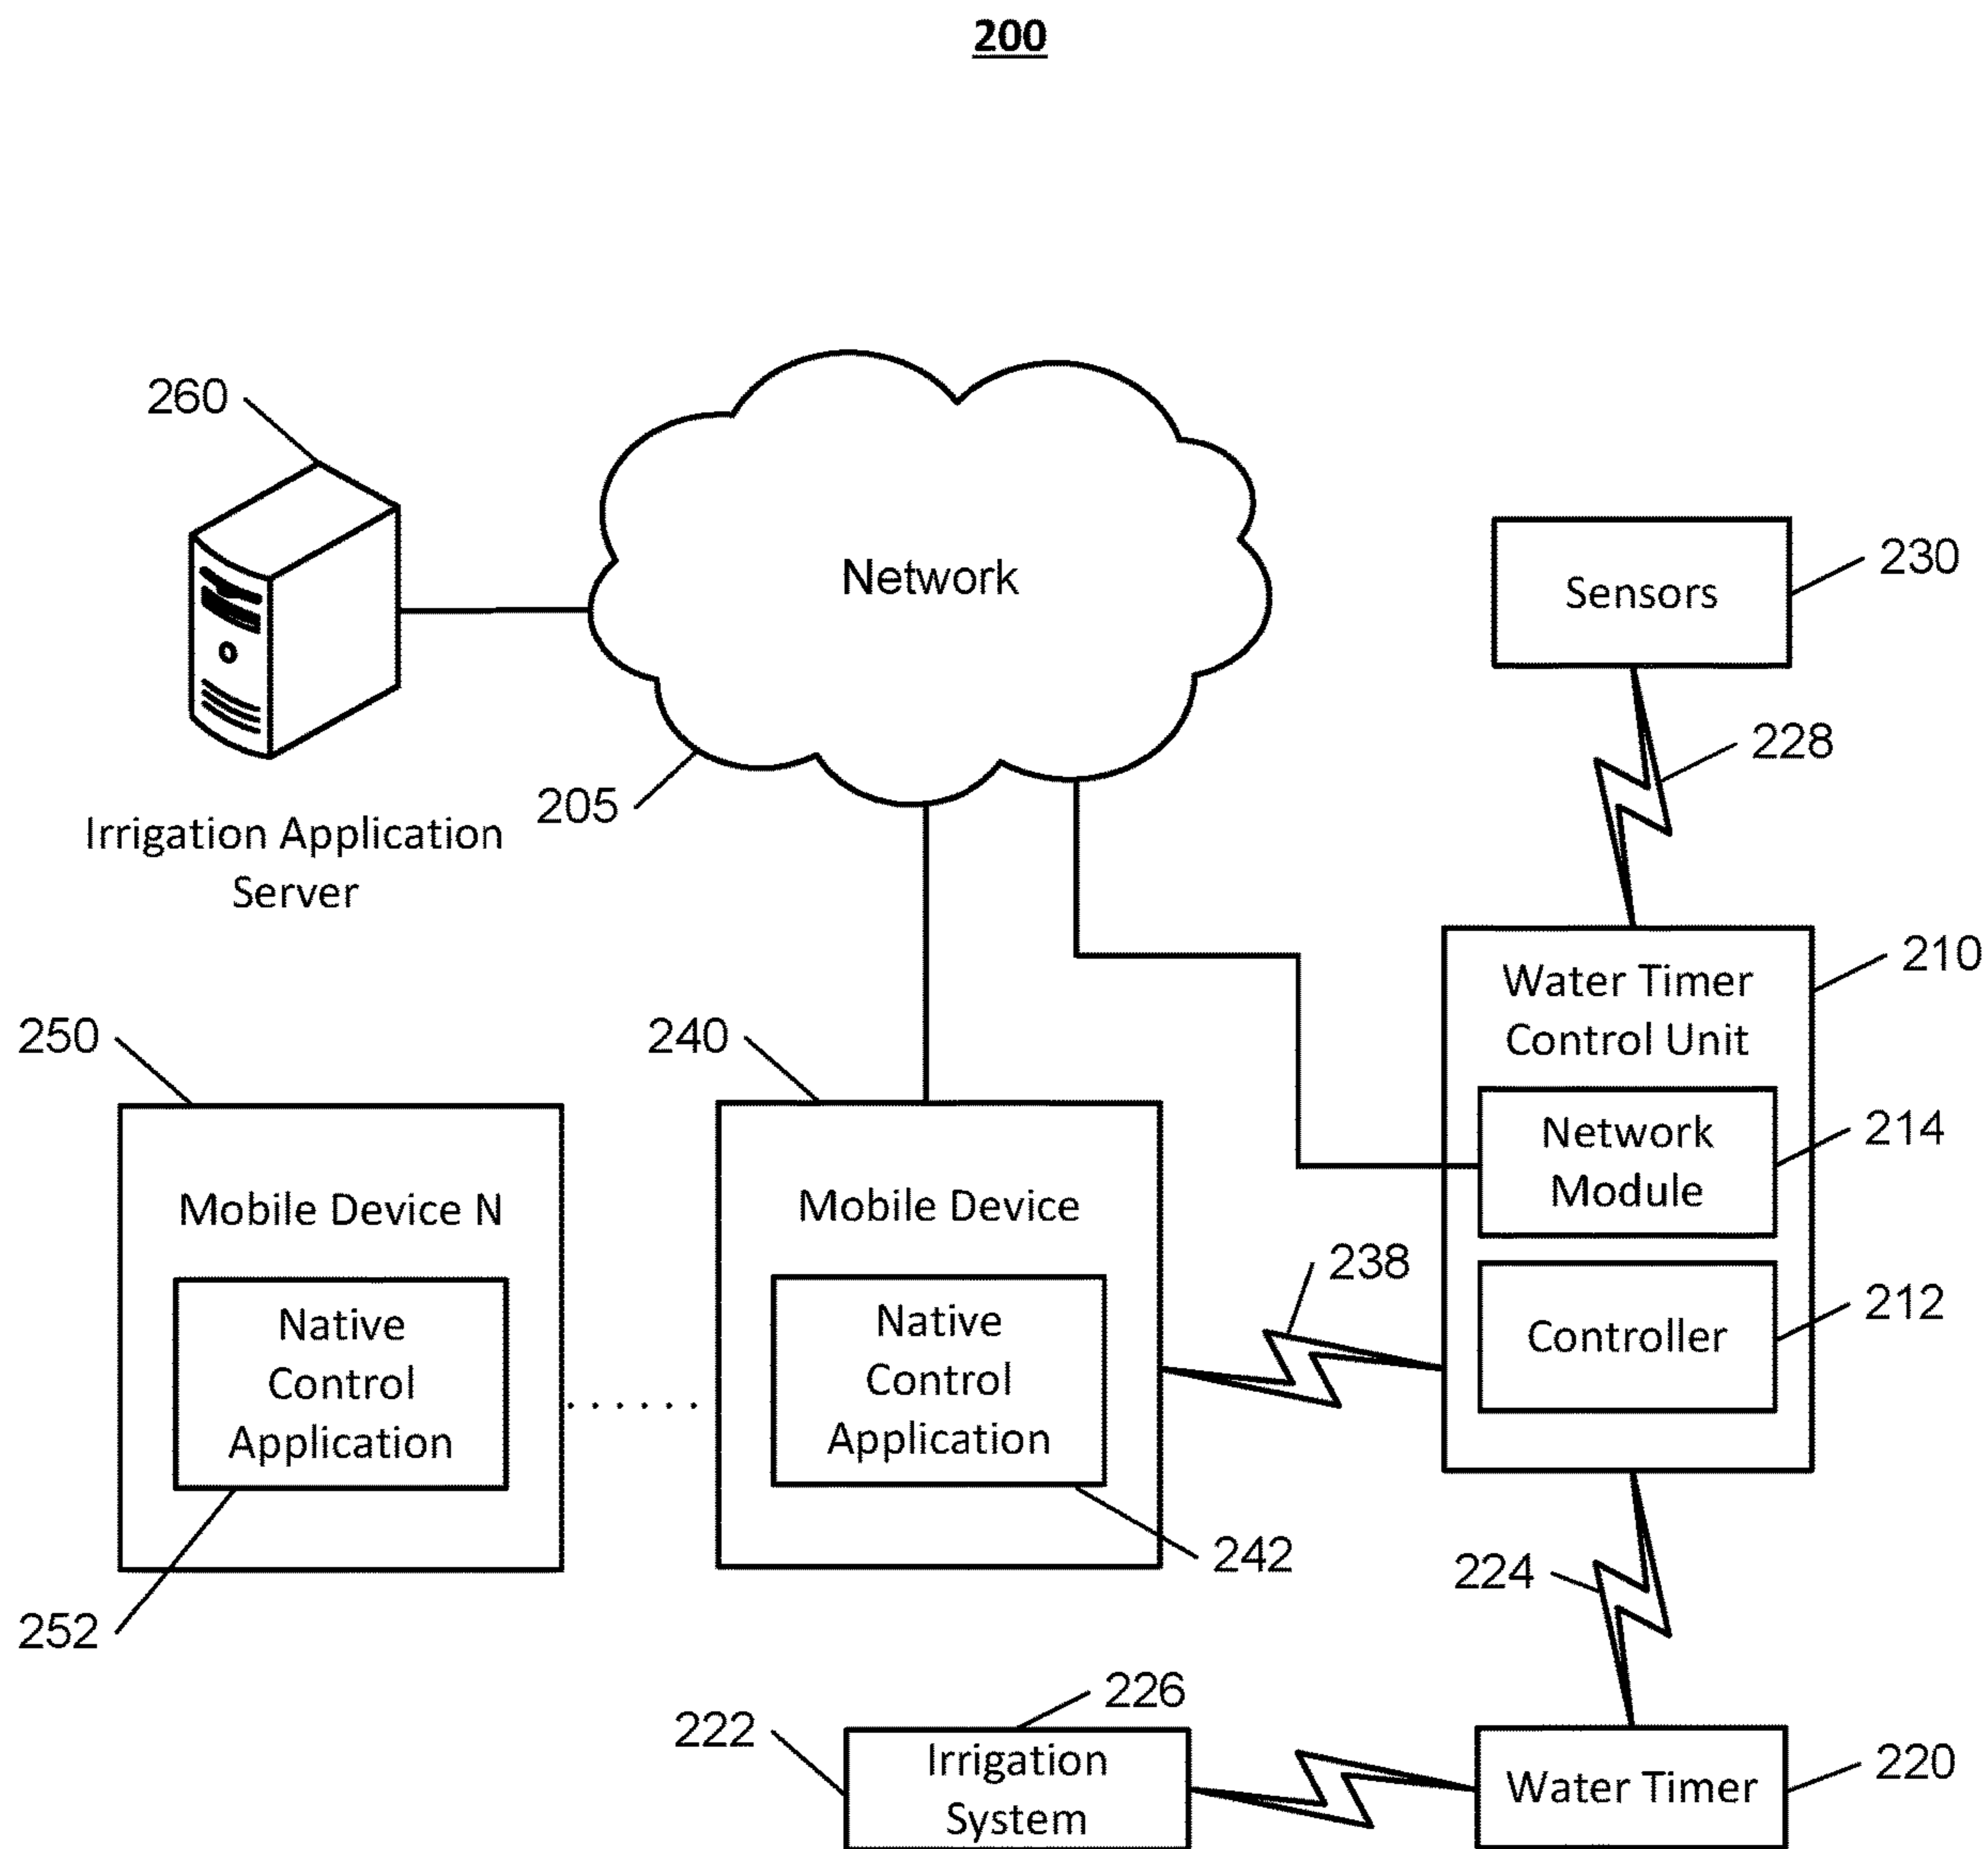 200
260
Network
230
Sensors
228
205
Irrigation Application
Server
210
Water Timer
Control Unit
250
240
214
Network
Module
Mobile Device N
Mobile Device
238
212
Controller
Native
Control
Application
Native
Control
Application
242
224
252
226
222
Irrigation
System
220
Water Timer